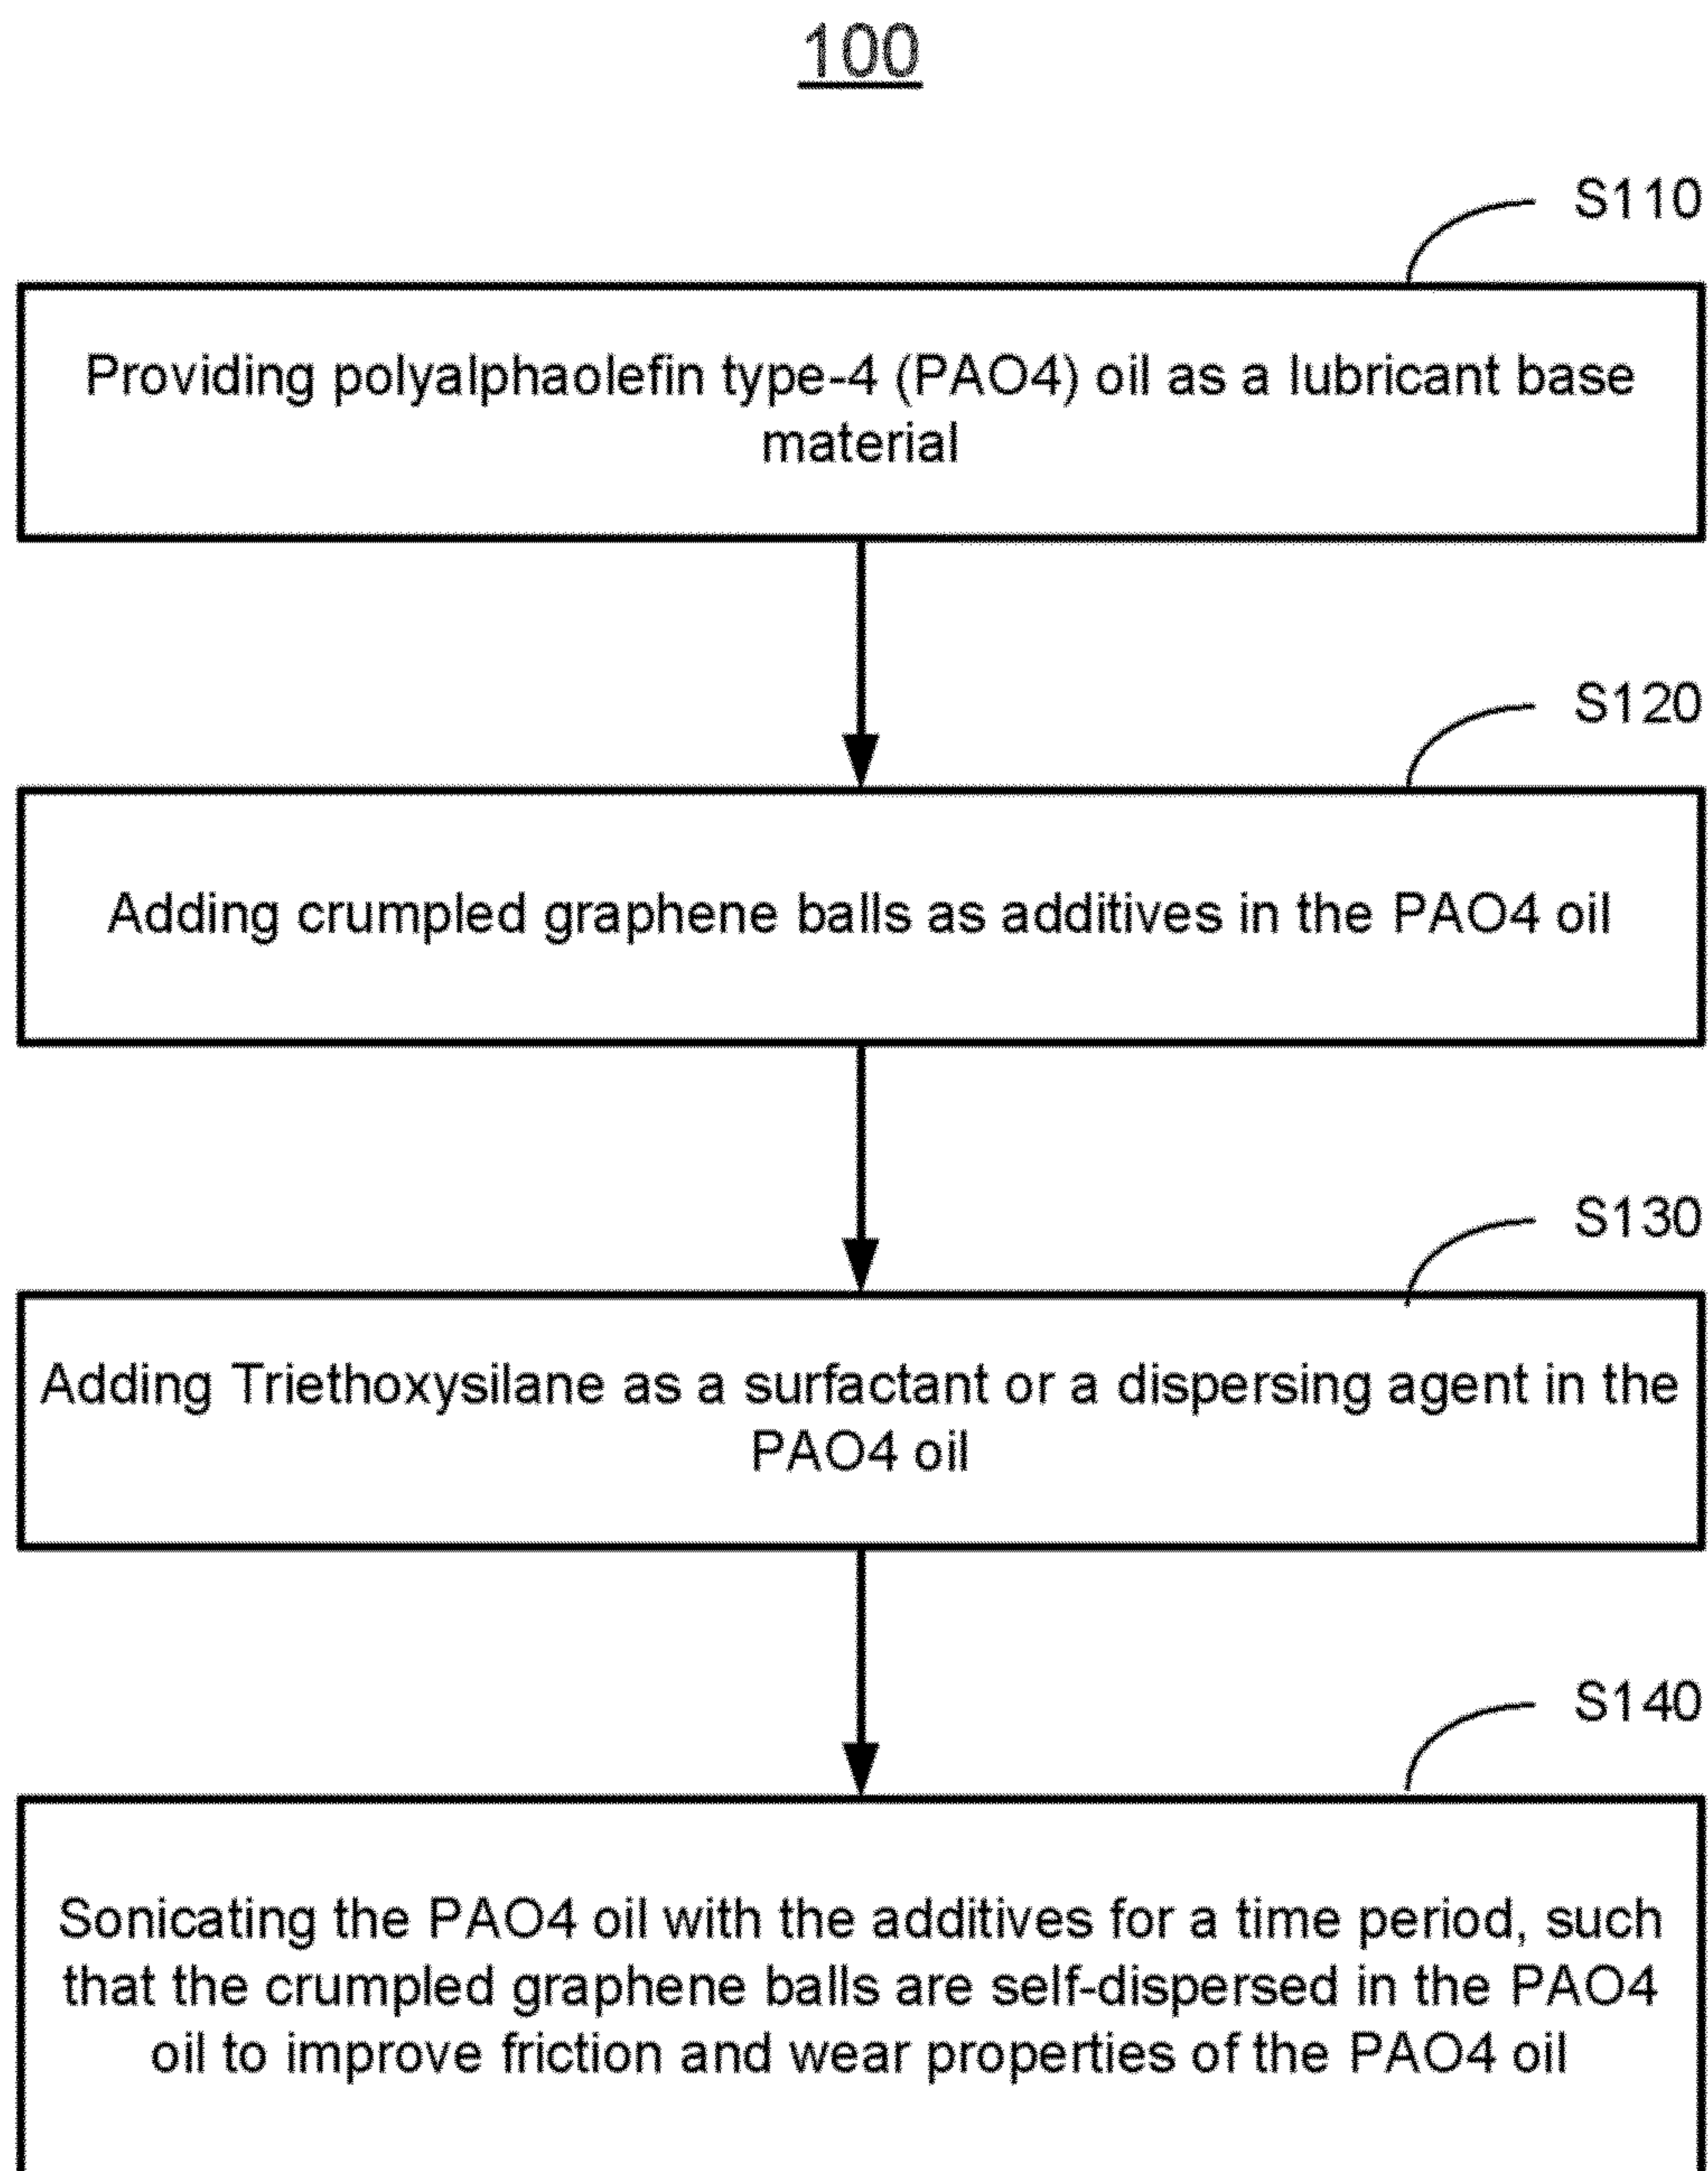 100
S110
Providing polyalphaolefin type-4 (PAO4) oil as a lubricant base
material
S120
Adding crumpled graphene balls as additives in the PAO4 oil
S130
Adding Triethoxysilane as a surfactant or a dispersing agent in the
PAO4 oil
S140
Sonicating the PAO4 oil with the additives for a time period, such
that the crumpled graphene balls are self-dispersed in the PAO4
oil to improve friction and wear properties of the PAO4 oil